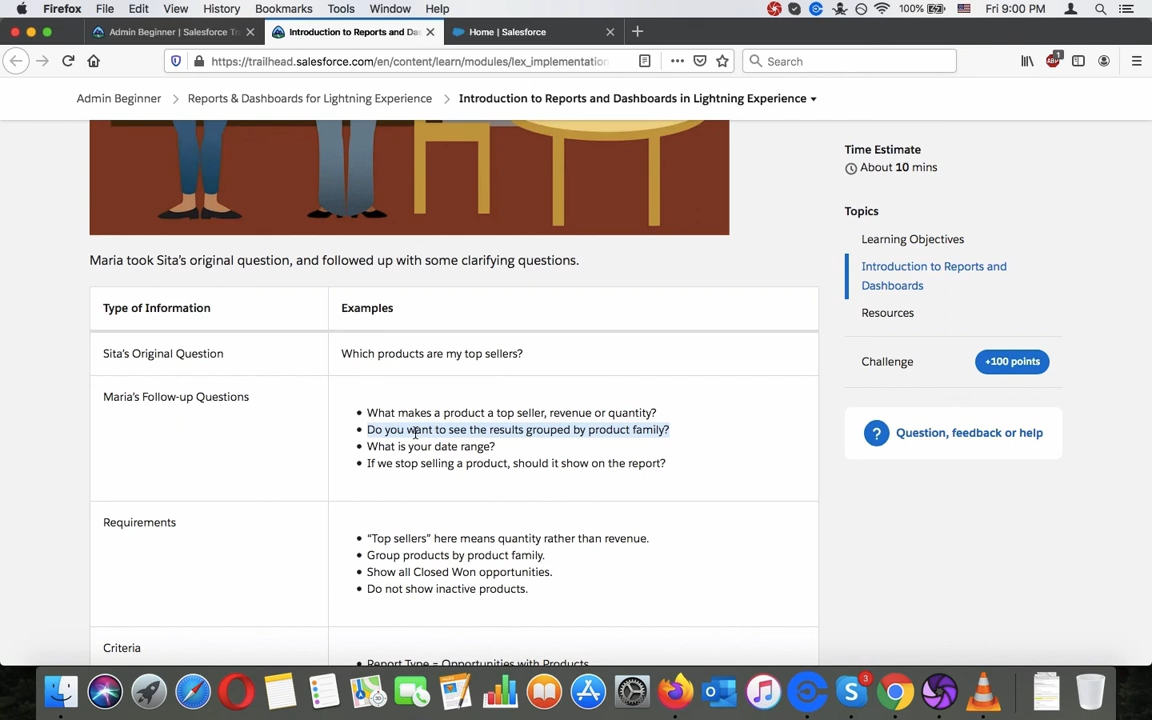 Firefox File Edit View History Bookmarks Tools Window Help 100% Fri 9:00 PM
Admin Beginner | Salesforce Tr
Introduction to Reports and Das
Home | Salesforce
https://trailhead.salesforce.com/en/content/learn/modules/lex_implementation
Search
1
Admin Beginner
Reports & Dashboards for Lightning Experience
Introduction to Reports and Dashboards in Lightning Experience
Maria took Sita’s original question, and followed up with some clarifying questions.
Type of Information
Examples
Sita’s Original Question
Which products are my top sellers?
Maria’s Follow-up Questions
• What makes a product a top seller, revenue or quantity?
• Do you want to see the results grouped by product family?
• What is your date range?
• If we stop selling a product, should it show on the report?
Requirements
• “Top sellers” here means quantity rather than revenue.
• Group products by product family.
• Show all Closed Won opportunities.
• Do not show inactive products.
Criteria
• Report Type = Opportunities with Products
Time Estimate
About 10 mins
Topics
Learning Objectives
Introduction to Reports and
Dashboards
Resources
Challenge
+100 points
? Question, feedback or help
3